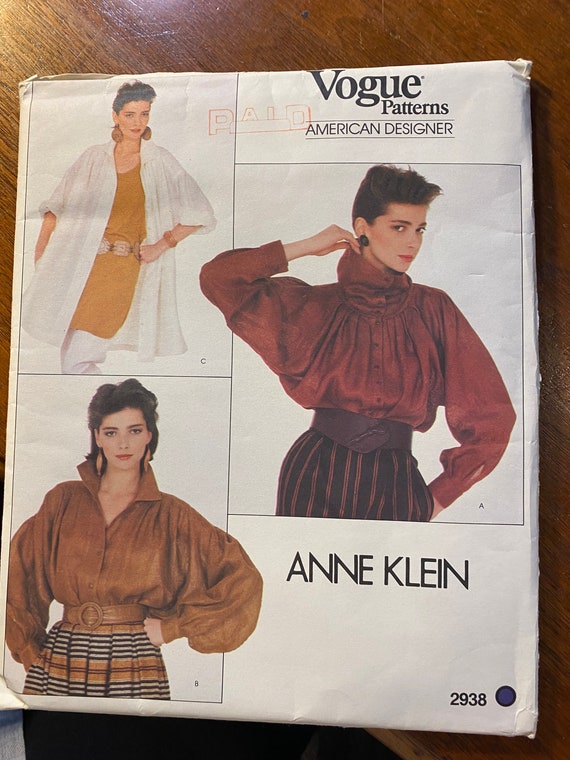 Vogue®
Patterns
AMERICAN DESIGNER
PAID
C
A
B
ANNE KLEIN
2938